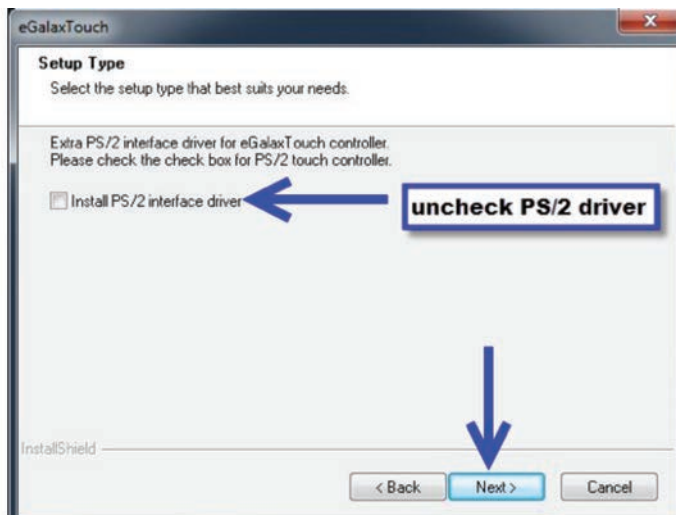 eGalaxTouch
Setup Type
Select the setup type that best suits your needs.
Extra PS/2 interface driver for eGalaxTouch controller.
Please check the check box for PS/2 touch controller.
Install PS/2 interface driver
uncheck PS/2 driver
InstallShield
< Back
Next >
Cancel